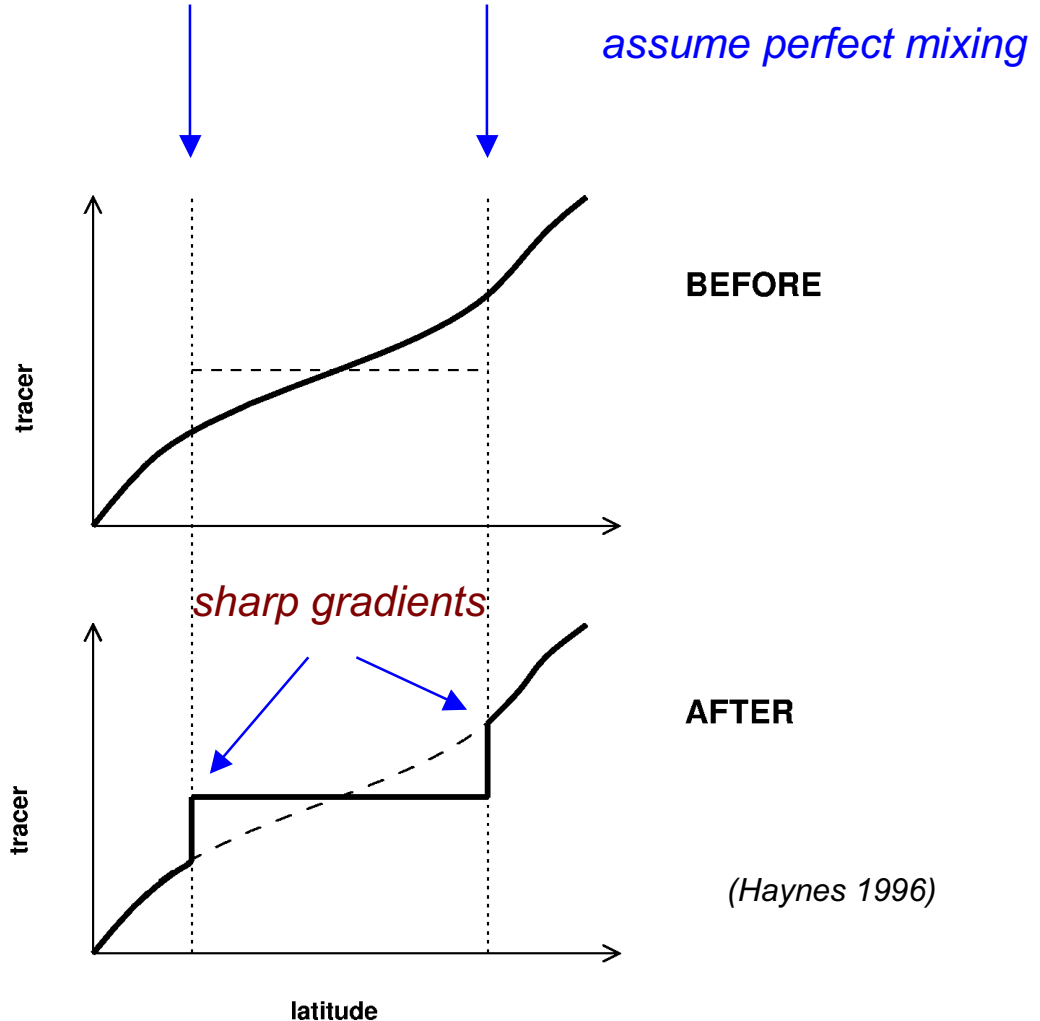 assume perfect mixing
BEFORE
tracer
sharp gradients
AFTER
tracer
(Haynes 1996)
latitude